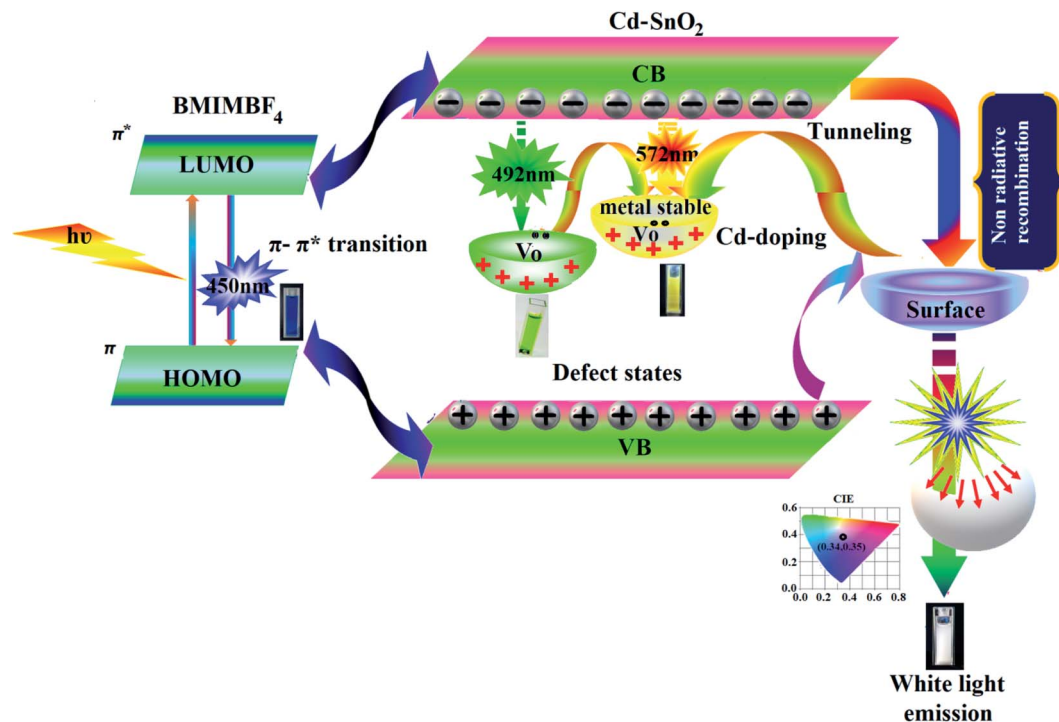 Cd-SnO2
CB
BMIMBF4
π*
LUMO
hυ
π- π* transition
450nm
π
HOMO
492nm
572nm
Tunneling
metal stable
Vo
Vo
Cd-doping
Non radiative
recombination
Surface
Defect states
VB
CIE
0.6
0.4
0.2
0.0
(0.34,0.35)
0.0 0.2 0.4 0.6 0.8
White light
emission